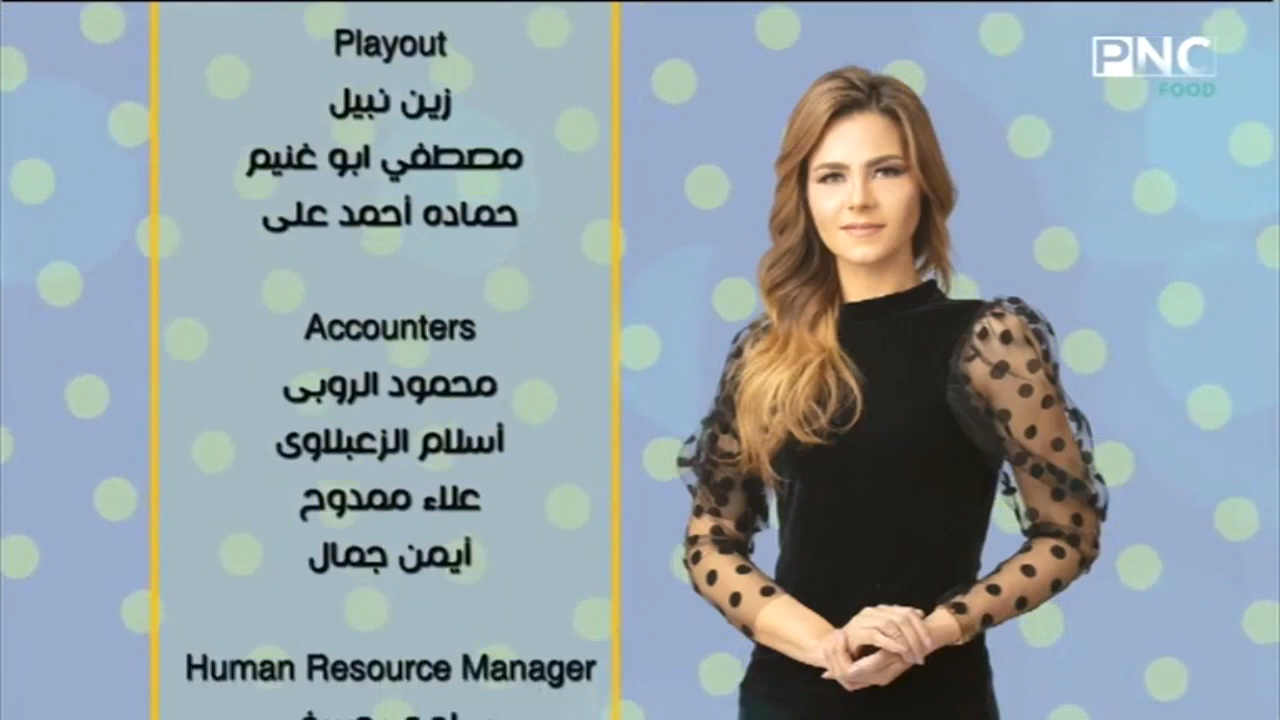 Playout
زين نبيل
مصطفي ابو غنيم
حماده أحمد على
Accounters
محمود الروبى
أسلام الزعبلاوى
علاء ممدوح
أيمن جمال
Human Resource Manager
PNC
FOOD